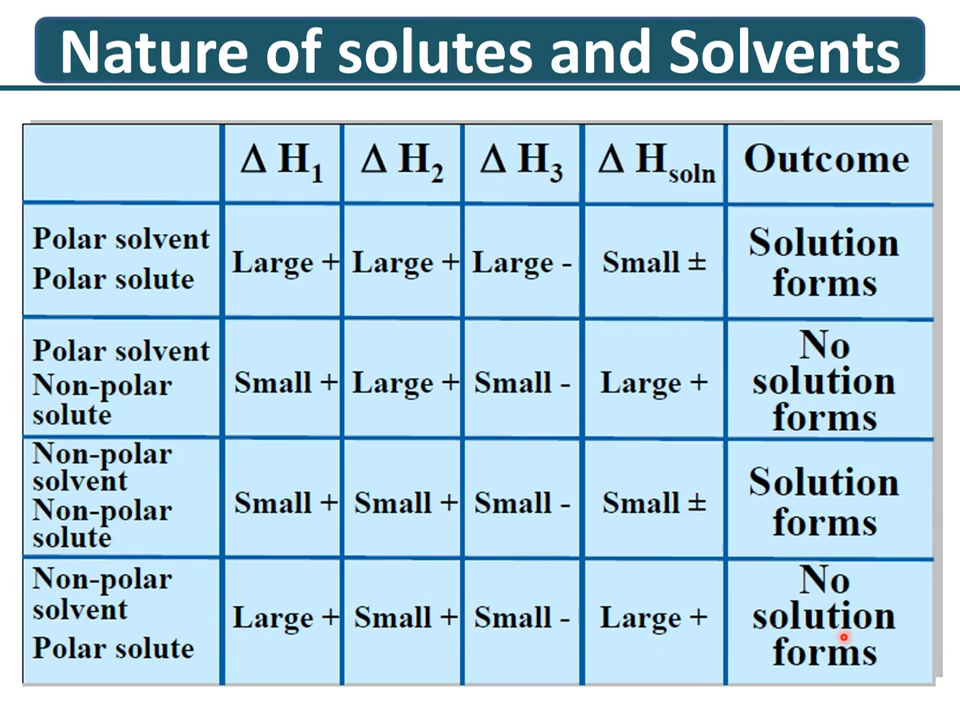 Nature of solutes and Solvents
Δ H1 Δ H2 Δ H3 Δ Hsoln Outcome
Polar solvent
Polar solute
Large + Large + Large - Small ±
Solution
forms
Polar solvent
Non-polar
solute
Small + Large + Small - Large +
No
solution
forms
Non-polar
solvent
Non-polar
solute
Small + Small + Small - Small ±
Solution
forms
Non-polar
solvent
Polar solute
Large + Small + Small - Large +
No
solution
forms